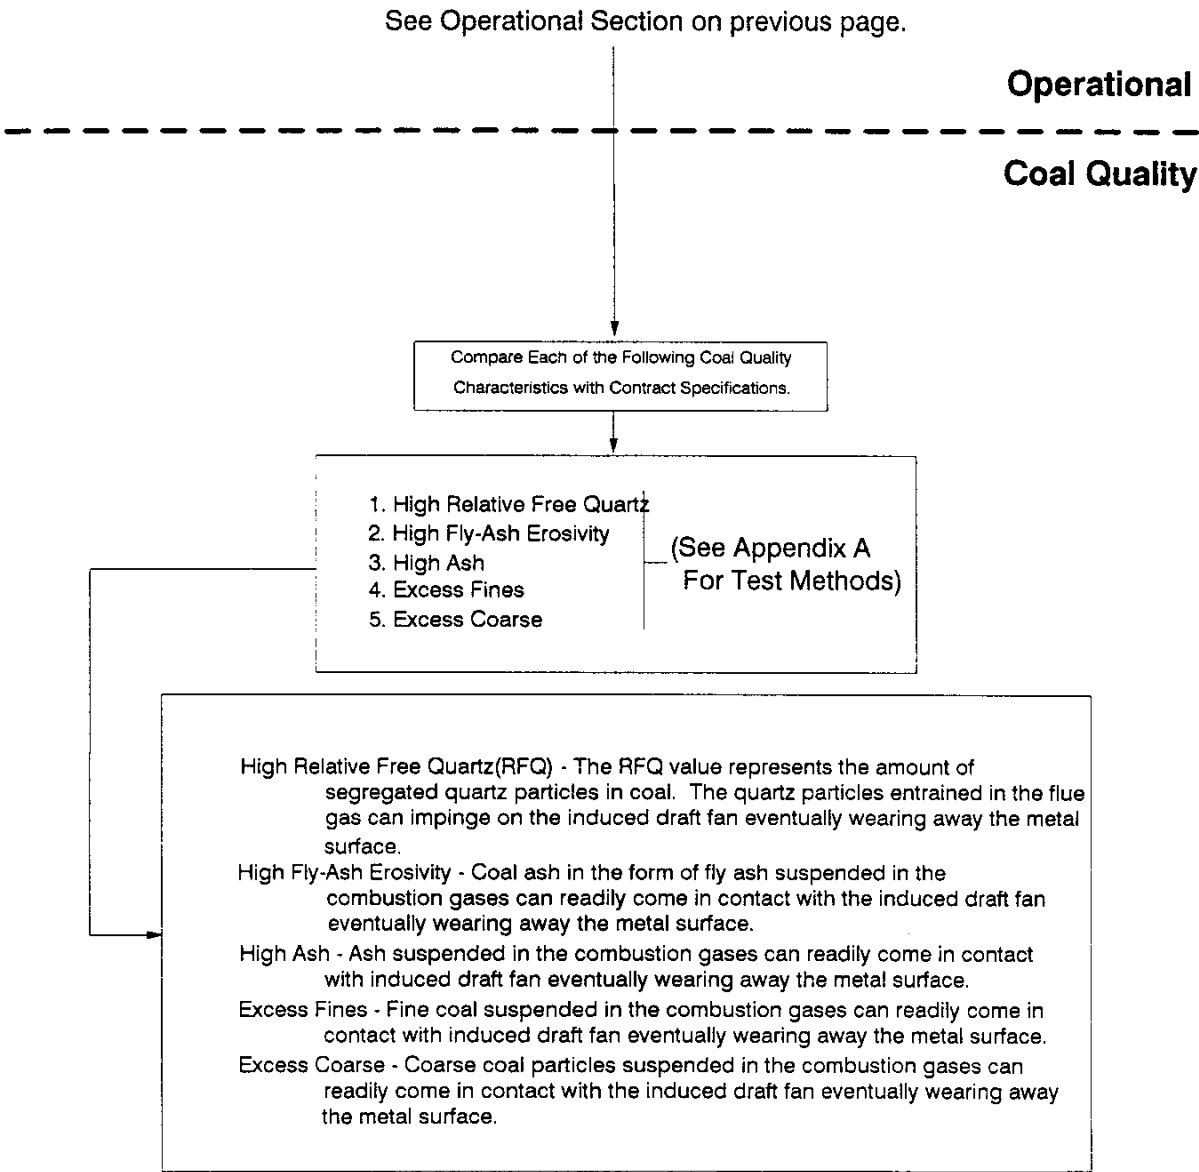 See Operational Section on previous page.
Operational
Coal Quality
Compare Each of the Following Coal Quality
Characteristics with Contract Specifications.
1. High Relative Free Quartz
2. High Fly-Ash Erosivity
3. High Ash
4. Excess Fines
5. Excess Coarse
(See Appendix A
For Test Methods)
High Relative Free Quartz(RFQ) - The RFQ value represents the amount of
segregated quartz particles in coal. The quartz particles entrained in the flue
gas can impinge on the induced draft fan eventually wearing away the metal
surface.
High Fly-Ash Erosivity - Coal ash in the form of fly ash suspended in the
combustion gases can readily come in contact with the induced draft fan
eventually wearing away the metal surface.
High Ash - Ash suspended in the combustion gases can readily come in contact
with induced draft fan eventually wearing away the metal surface.
Excess Fines - Fine coal suspended in the combustion gases can readily come in
contact with induced draft fan eventually wearing away the metal surface.
Excess Coarse - Coarse coal particles suspended in the combustion gases can
readily come in contact with the induced draft fan eventually wearing away
the metal surface.